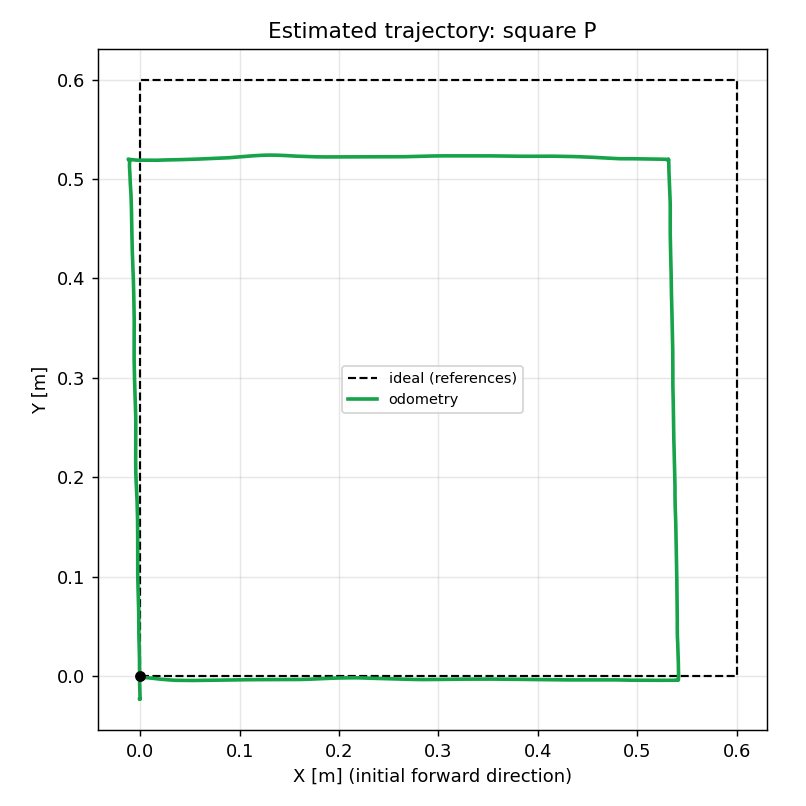 Estimated trajectory: square P
Y [m]
0.6
0.5
0.4
0.3
0.2
0.1
0.0
ideal (references)
odometry
0.0 0.1 0.2 0.3 0.4 0.5 0.6
X [m] (initial forward direction)